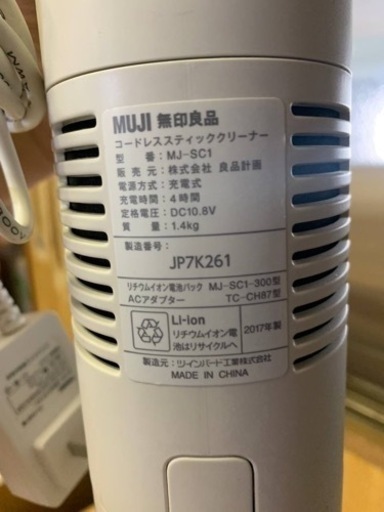 MUJI 無印良品
コードレススティッククリーナー
型　　番：MJ-SC1
販 売 元：株式会社 良品計画
電源方式：充電式
充電時間：4時間
定格電圧：DC10.8V
質　　量：1.4kg
製造番号：
JP7K261
リチウムイオン電池パック MJ-SC1-300型
ACアダプター TC-CH87型
Li-ion
リチウムイオン電
池はリサイクルへ
2017年製
製造元：ツインバード工業株式会社
MADE IN CHINA